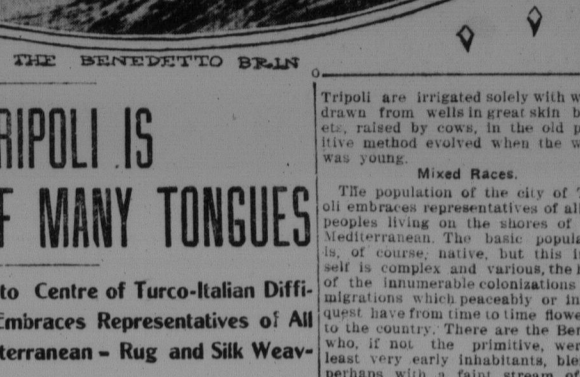 THE BENEDETTO BRIN
RIPOLI IS
F MANY TONGUES
to Centre of Turco-Italian Diffi-
Embraces Representatives of All
terranean - Rug and Silk Weav-
Tripoli are irrigated solely with w
drawn from wells in great skin b
ets, raised by cows, in the old p
itive method evolved when the w
was young.
Mixed Races.
The population of the city of
oli embraces representatives of al
peoples living on the shores of
Mediterranean. The basic popula
is, of course, native, but this i
self is complex and various, the
of the innumerable colonizations
migrations which peaceably or in
quest have from time to time flowe
to the country. There are the Ber
who, if not the primitive, wer
least very early inhabitants, ble
perhaps with a faint stream of